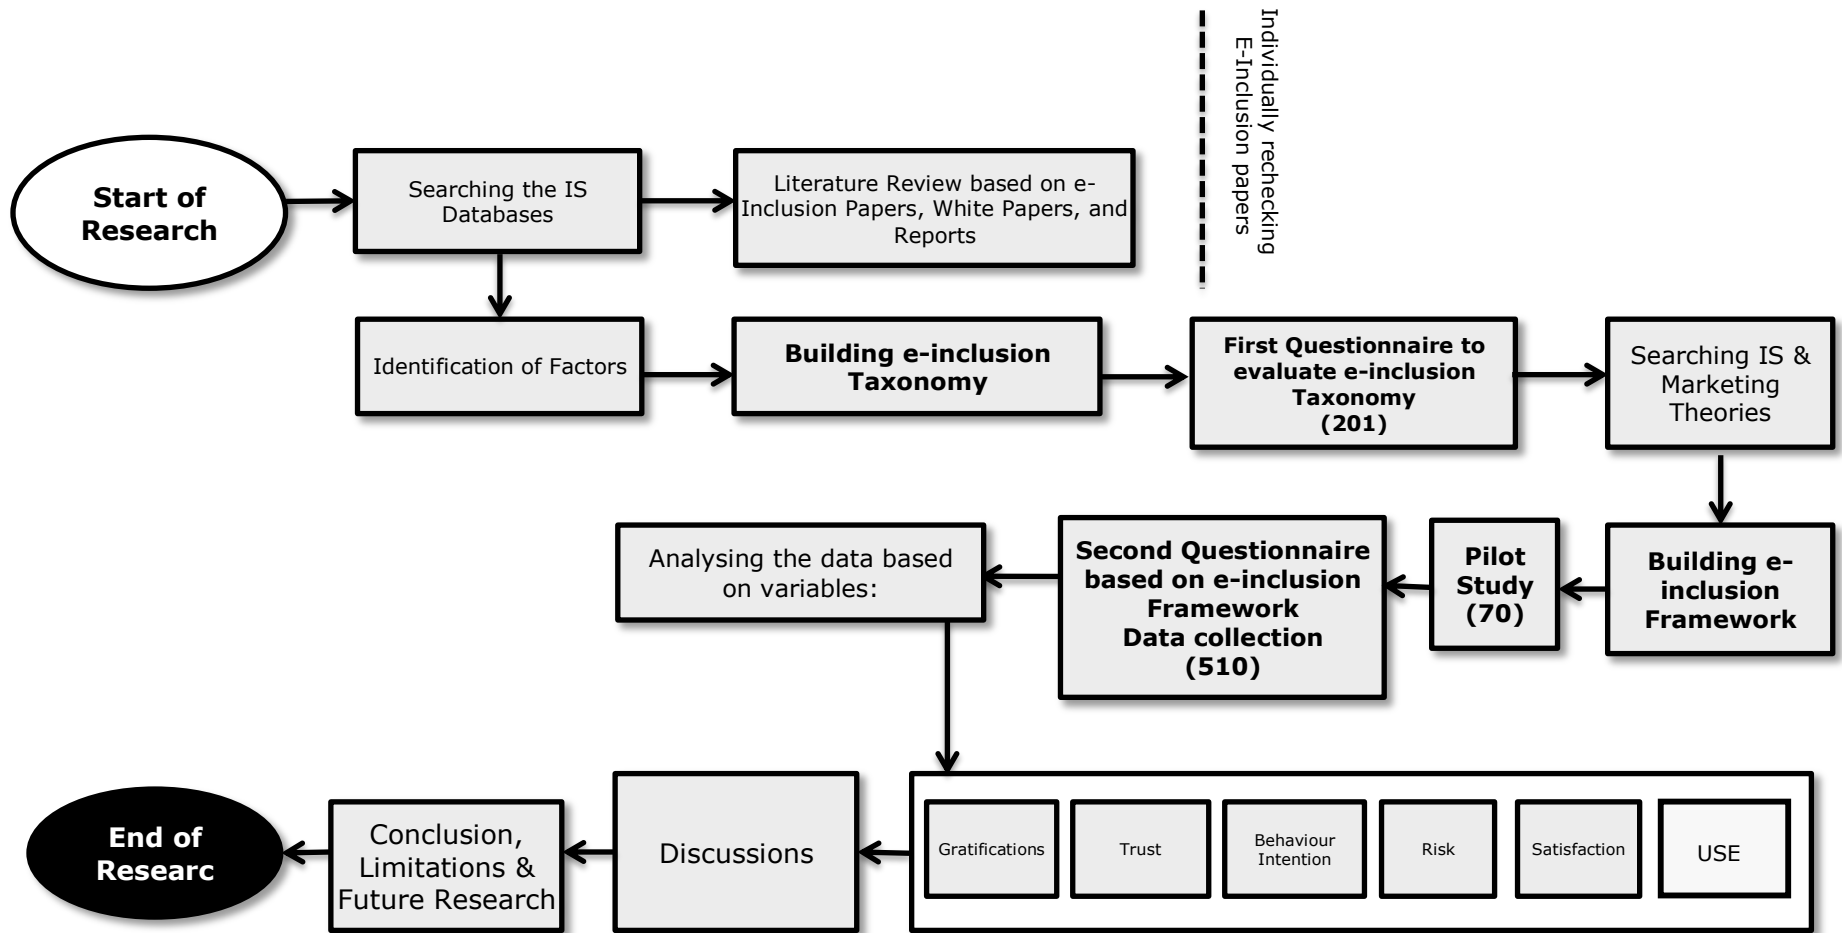 Individually rechecking
E-Inclusion papers
Start of
Research
Searching the IS
Databases
Literature Review based on e-
Inclusion Papers, White Papers, and
Reports
Identification of Factors
Building e-inclusion
Taxonomy
First Questionnaire to
evaluate e-inclusion
Taxonomy
(201)
Searching IS &
Marketing
Theories
Building e-
inclusion
Framework
Pilot
Study
(70)
Second Questionnaire
based on e-inclusion
Framework
Data collection
(510)
Analysing the data based
on variables:
Gratifications
Trust
Behaviour
Intention
Risk
Satisfaction
USE
Discussions
Conclusion,
Limitations &
Future Research
End of
Researc